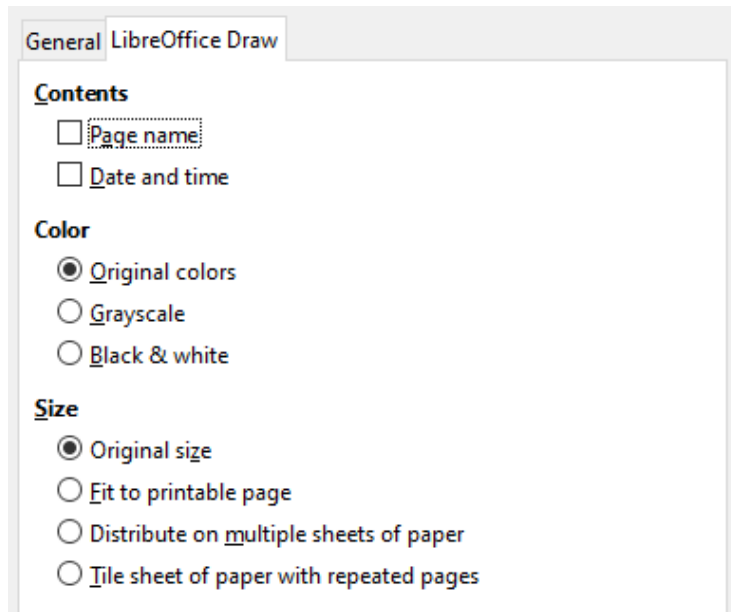 General LibreOffice Draw
Contents
Page name
Date and time
Color
Original colors
Grayscale
Black & white
Size
Original size
Fit to printable page
Distribute on multiple sheets of paper
Tile sheet of paper with repeated pages